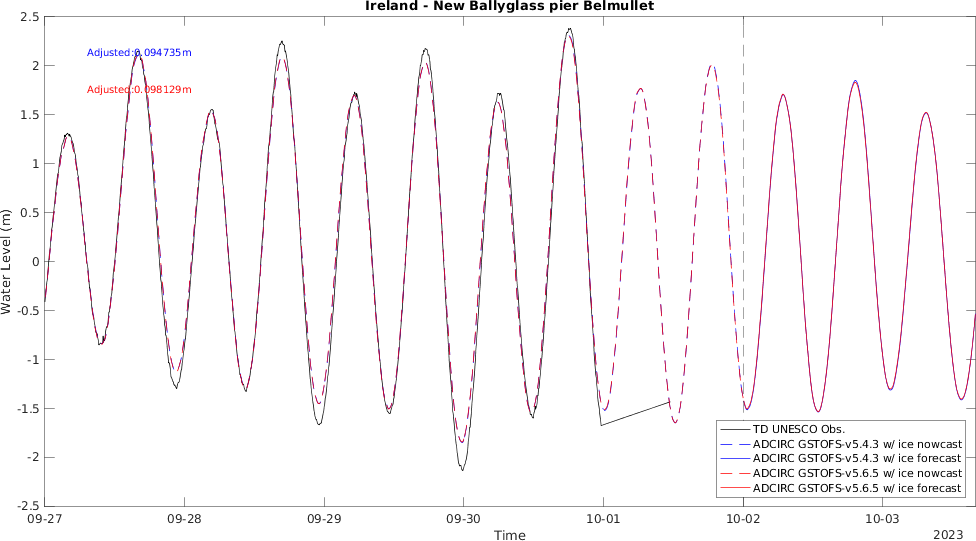 Ireland - New Ballyglass pier Belmullet
2.5
2
1.5
1
0.5
0
-0.5
-1
-1.5
-2
-2.5
Water Level (m)
Adjusted:0.094735m
Adjusted:0.098129m
TD UNESCO Obs.
ADCIRC GSTOFS-v5.4.3 w/ ice nowcast
ADCIRC GSTOFS-v5.4.3 w/ ice forecast
ADCIRC GSTOFS-v5.6.5 w/ ice nowcast
ADCIRC GSTOFS-v5.6.5 w/ ice forecast
09-27 09-28 09-29 09-30 10-01 10-02 10-03
Time
2023